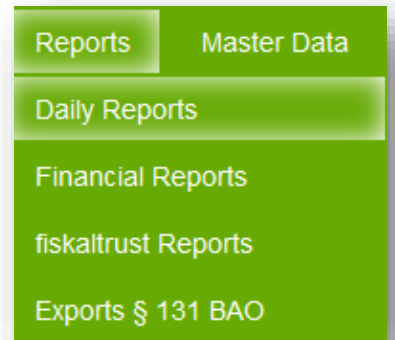 Reports Master Data
Daily Reports
Financial Reports
fiskaltrust Reports
Exports § 131 BAO